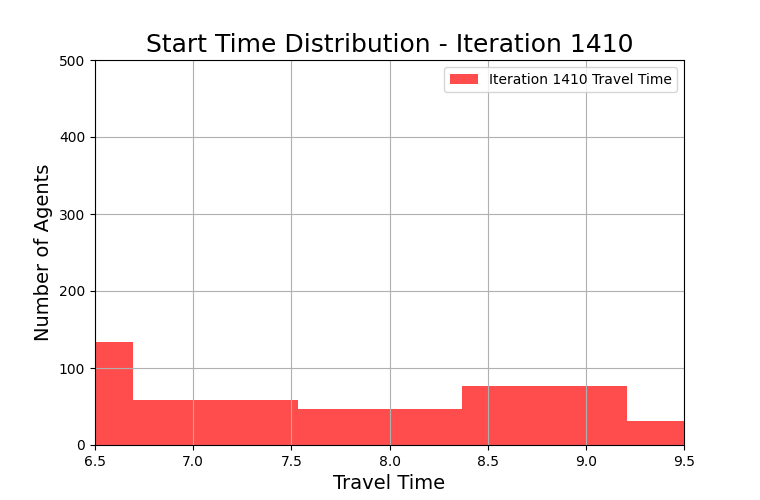 Start Time Distribution - Iteration 1410
Iteration 1410 Travel Time
Number of Agents
500
400
300
200
100
0
6.5 7.0 7.5 8.0 8.5 9.0 9.5
Travel Time